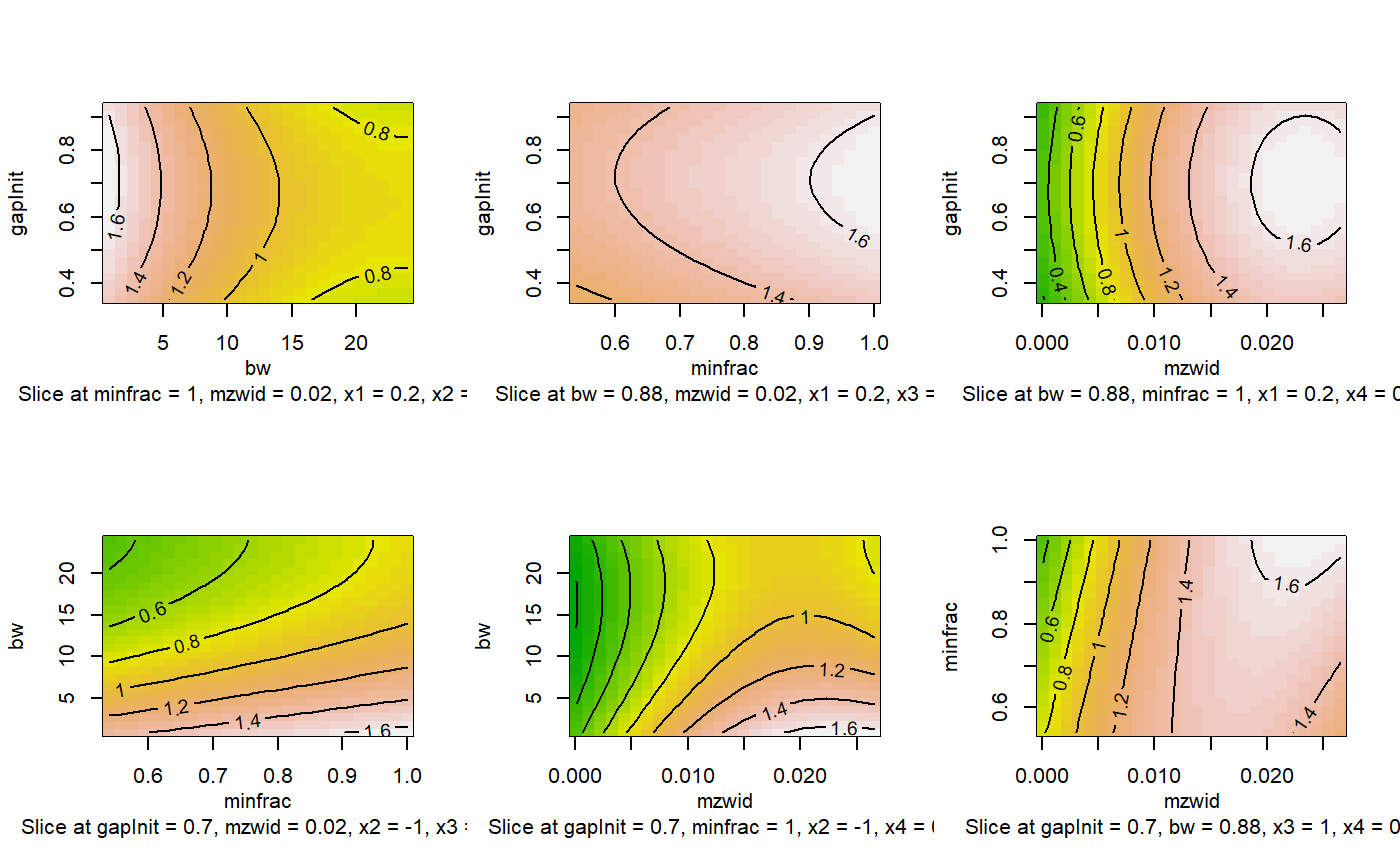 gapInit
0.4 0.6 0.8
1.6
1.4
1.2
1
0.8
0.8
5 10 15 20
bw
Slice at minfrac = 1, mzwid = 0.02, x1 = 0.2, x2 =
gapInit
0.4 0.6 0.8
1.4
1.6
0.6 0.7 0.8 0.9 1.0
minfrac
Slice at bw = 0.88, mzwid = 0.02, x1 = 0.2, x3 =
gapInit
0.4 0.6 0.8
0.4
0.6
0.8
1
1.2
1.4
1.6
0.000 0.010 0.020
mzwid
Slice at bw = 0.88, minfrac = 1, x1 = 0.2, x4 = 0
bw
5 10 15 20
0.6
0.8
1
1.2
1.4
1.6
0.6 0.7 0.8 0.9 1.0
minfrac
Slice at gapInit = 0.7, mzwid = 0.02, x2 = -1, x3
bw
5 10 15 20
1
1.2
1.4
1.6
0.000 0.010 0.020
mzwid
Slice at gapInit = 0.7, minfrac = 1, x2 = -1, x4 =
minfrac
0.6 0.8 1.0
0.6
0.8
1
1.2
1.4
1.6
1.4
0.000 0.010 0.020
mzwid
Slice at gapInit = 0.7, bw = 0.88, x3 = 1, x4 = 0